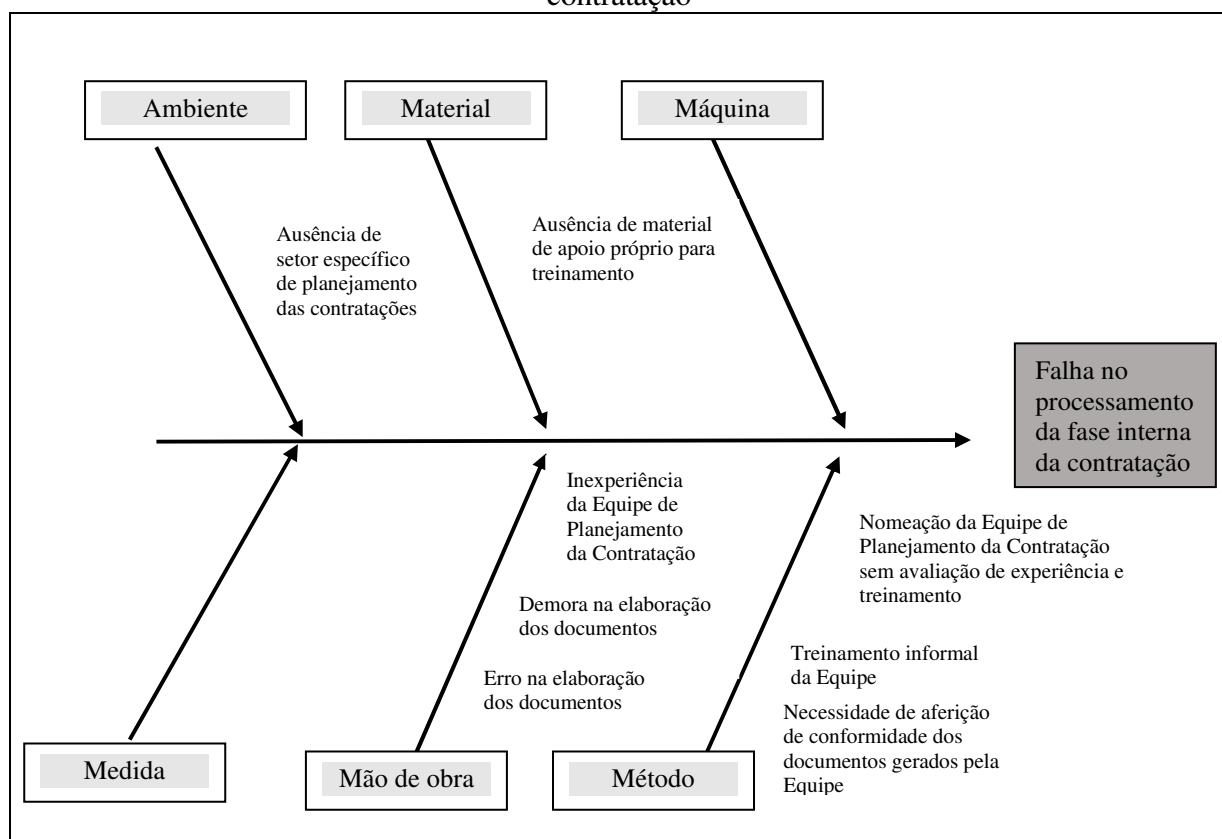 contratação
Ambiente
Material
Máquina
Ausência de
setor específico
de planejamento
das contratações
Ausência de material
de apoio próprio para
treinamento
Falha no
processamento
da fase interna
da contratação
Inexperiência
da Equipe de
Planejamento
da Contratação
Demora na elaboração
dos documentos
Erro na elaboração
dos documentos
Nomeação da Equipe de
Planejamento da Contratação
sem avaliação de experiência e
treinamento
Treinamento informal
da Equipe
Necessidade de aferição
de conformidade dos
documentos gerados pela
Equipe
Medida
Mão de obra
Método